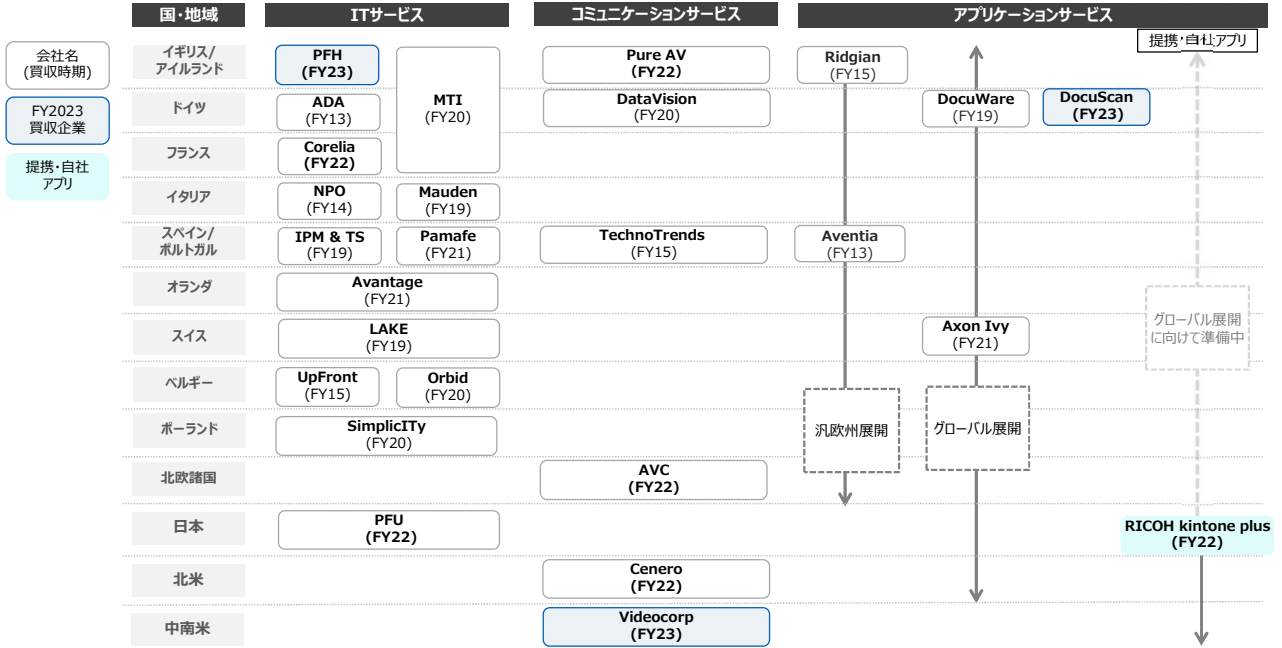 国・地域
ITサービス
コミュニケーションサービス
アプリケーションサービス
提携・自社アプリ
会社名
(買収時期)
FY2023
買収企業
提携・自社
アプリ
イギリス/
アイルランド
PFH
(FY23)
MTI
(FY20)
Pure AV
(FY22)
Ridgian
(FY15)
ドイツ
ADA
(FY13)
DataVision
(FY20)
DocuWare
(FY19)
DocuScan
(FY23)
フランス
Corelia
(FY22)
イタリア
NPO
(FY14)
Mauden
(FY19)
スペイン/
ポルトガル
IPM & TS
(FY19)
Pamafe
(FY21)
TechnoTrends
(FY15)
Aventia
(FY13)
オランダ
Avantage
(FY21)
スイス
LAKE
(FY19)
Axon Ivy
(FY21)
グローバル展開
に向けて準備中
ベルギー
UpFront
(FY15)
Orbid
(FY20)
ポーランド
SimplicITy
(FY20)
汎欧州展開
グローバル展開
北欧諸国
AVC
(FY22)
日本
PFU
(FY22)
RICOH kintone plus
(FY22)
北米
Cenero
(FY22)
中南米
Videocorp
(FY23)